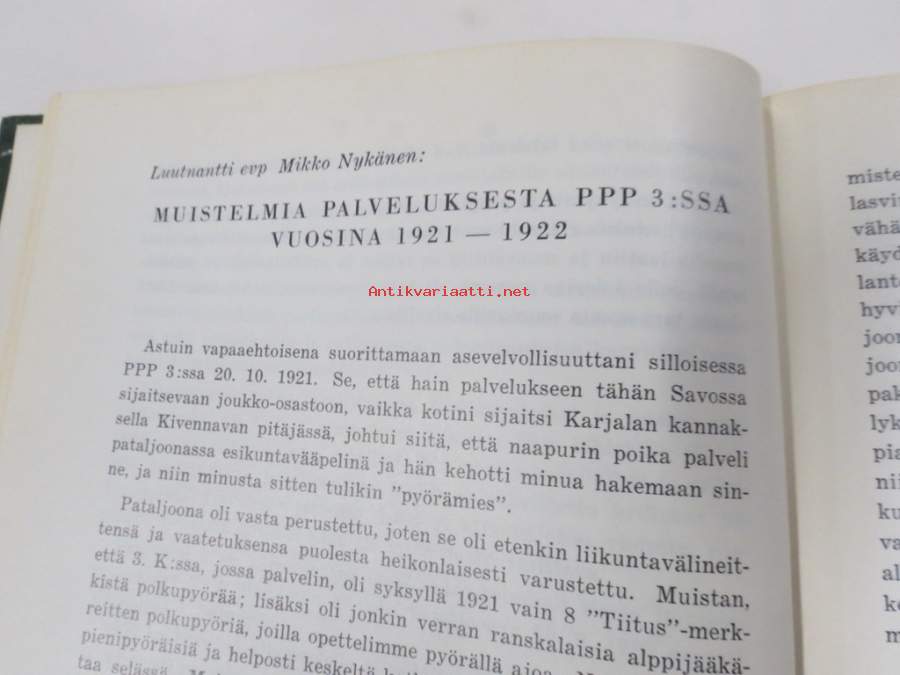 Luutnantti evp Mikko Nykänen:
MUISTELMIA PALVELUKSESTA PPP 3:SSA
VUOSINA 1921 — 1922
Antikvariaatti.net
Astuin vapaaehtoisena suorittamaan asevelvollisuuttani silloisessa
PPP 3:ssa 20. 10. 1921. Se, että hain palvelukseen tähän Savossa
sijaitsevaan joukko-osastoon, vaikka kotini sijaitsi Karjalan kannak-
sella Kivennavan pitäjässä, johtui siitä, että naapurin poika palveli
pataljoonassa esikuntavääpelinä ja hän kehotti minua hakemaan sin-
ne, ja niin minusta sitten tulikin "pyörämies".
Pataljoona oli vasta perustettu, joten se oli etenkin liikuntavälineit-
tensä ja vaatetuksensa puolesta heikonlaisesti varustettu. Muistan,
että 3. K:ssa, jossa palvelin, oli syksyllä 1921 vain 8 "Tiitus"-merk-
kistä polkupyörää; lisäksi oli jonkin verran ranskalaisia alppijääkä-
reitten polkupyöriä, joilla opettelimme pyörällä ajoa.
pienipyöräisiä ja helposti keskeltä
taa selässä.
miste
lasvi
vähä
käyd
lant
hyv
joo
joo
pak
lyk
pia
nii
ku
va
al
k
m